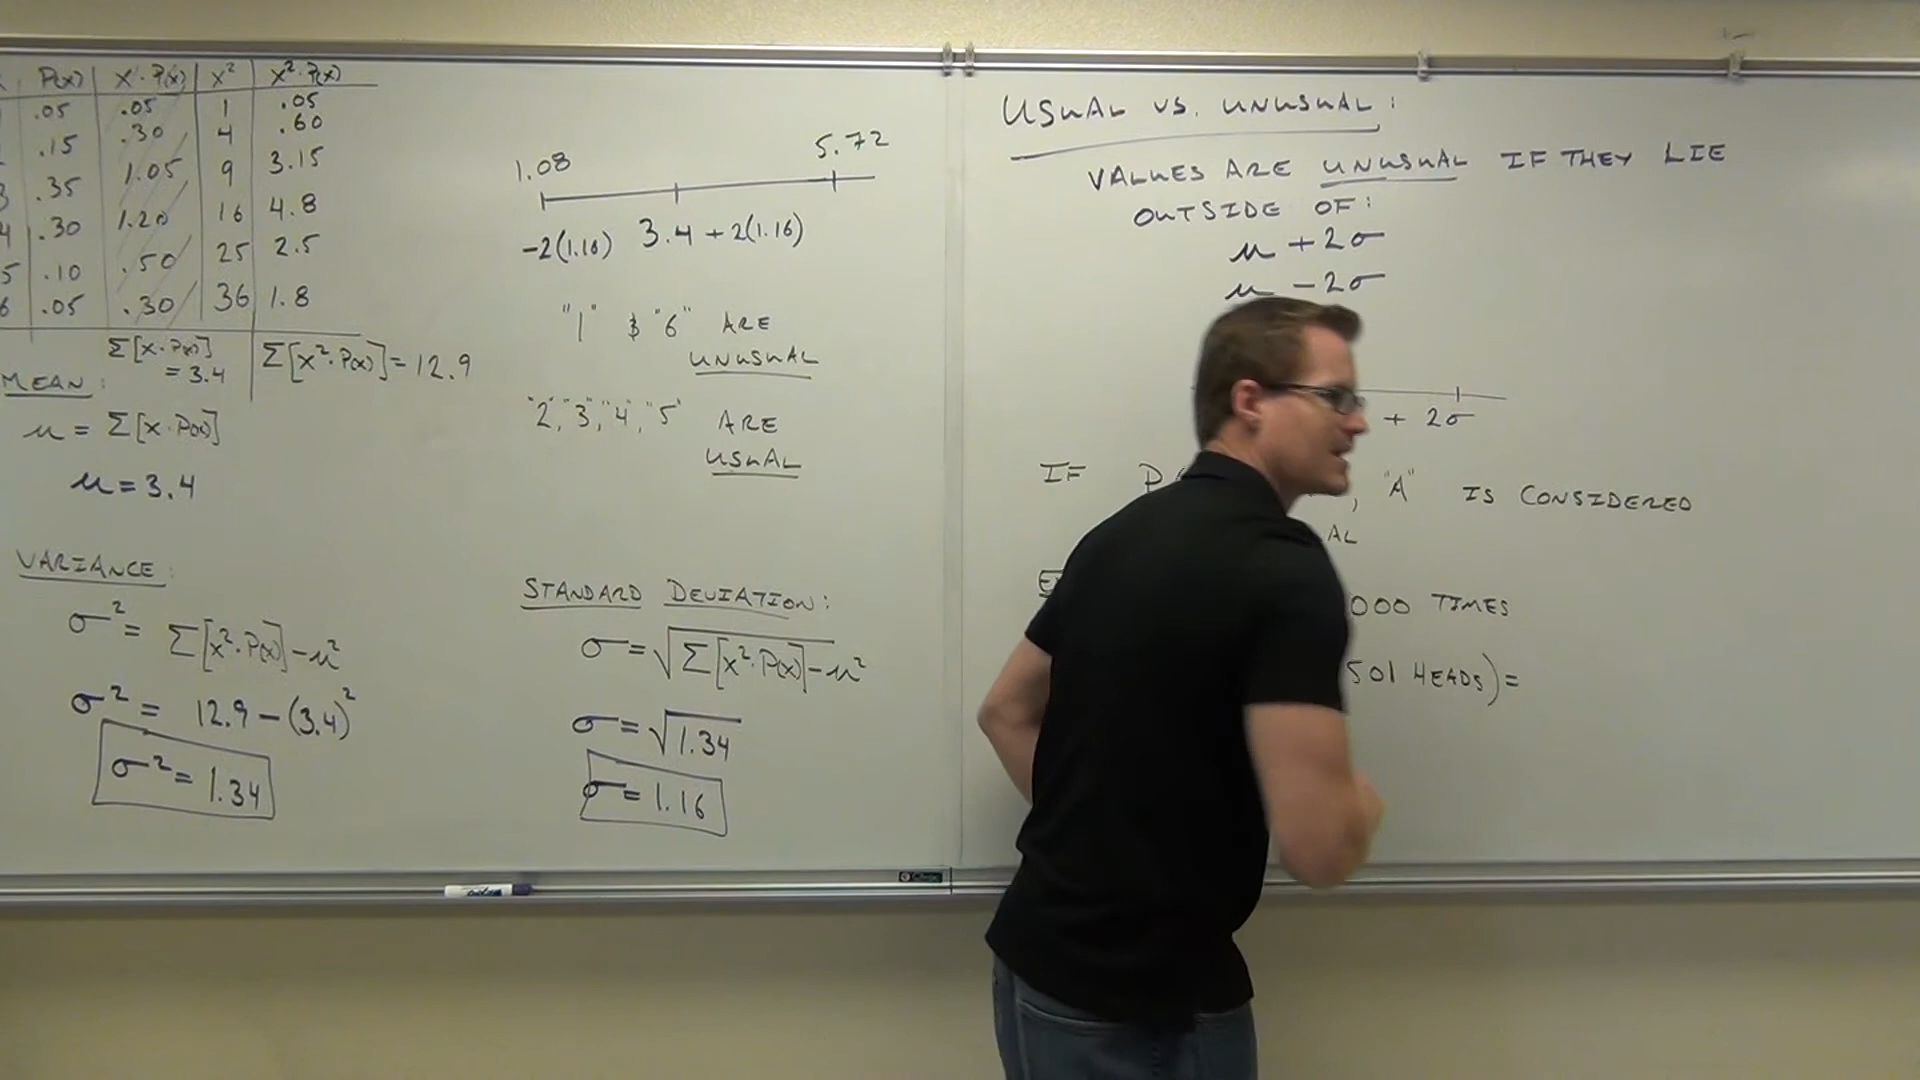 P(x) x·P(x) x² x²·P(x)
.05 .05 1 .05
.15 .30 4 .60
3 .35 1.05 9 3.15
4 .30 1.20 16 4.8
5 .10 .50 25 2.5
6 .05 .30 36 1.8
Σ[x·P(x)] = 3.4
Σ[x²·P(x)] = 12.9
MEAN:
μ = Σ[x·P(x)]
μ = 3.4
VARIANCE:
σ² = Σ[x²·P(x)] - μ²
σ² = 12.9 - (3.4)²
σ² = 1.34
1.08 5.72
-2(1.16) 3.4 + 2(1.16)
"1" & "6" ARE
UNUSUAL
"2", "3", "4", "5" ARE
USUAL
STANDARD DEVIATION:
σ = √Σ[x²·P(x)] - μ²
σ = √1.34
σ = 1.16
USUAL VS. UNUSUAL:
VALUES ARE UNUSUAL IF THEY LIE
OUTSIDE OF:
μ + 2σ
μ - 2σ
+ 2σ
IF P( , "A" IS CONSIDERED
AL
000 TIMES
501 HEADS) =